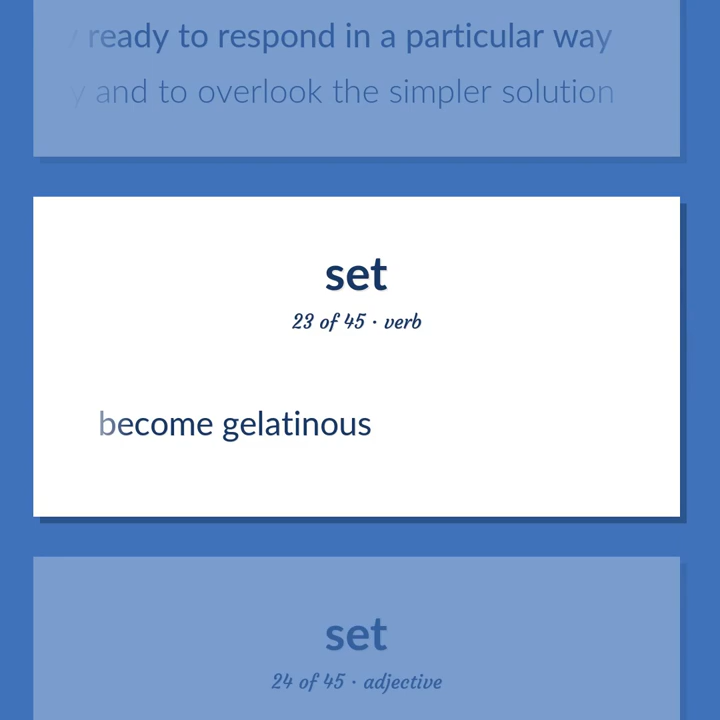 ready to respond in a particular way
and to overlook the simpler solution
set
23 of 45 · verb
become gelatinous
set
24 of 45 · adjective